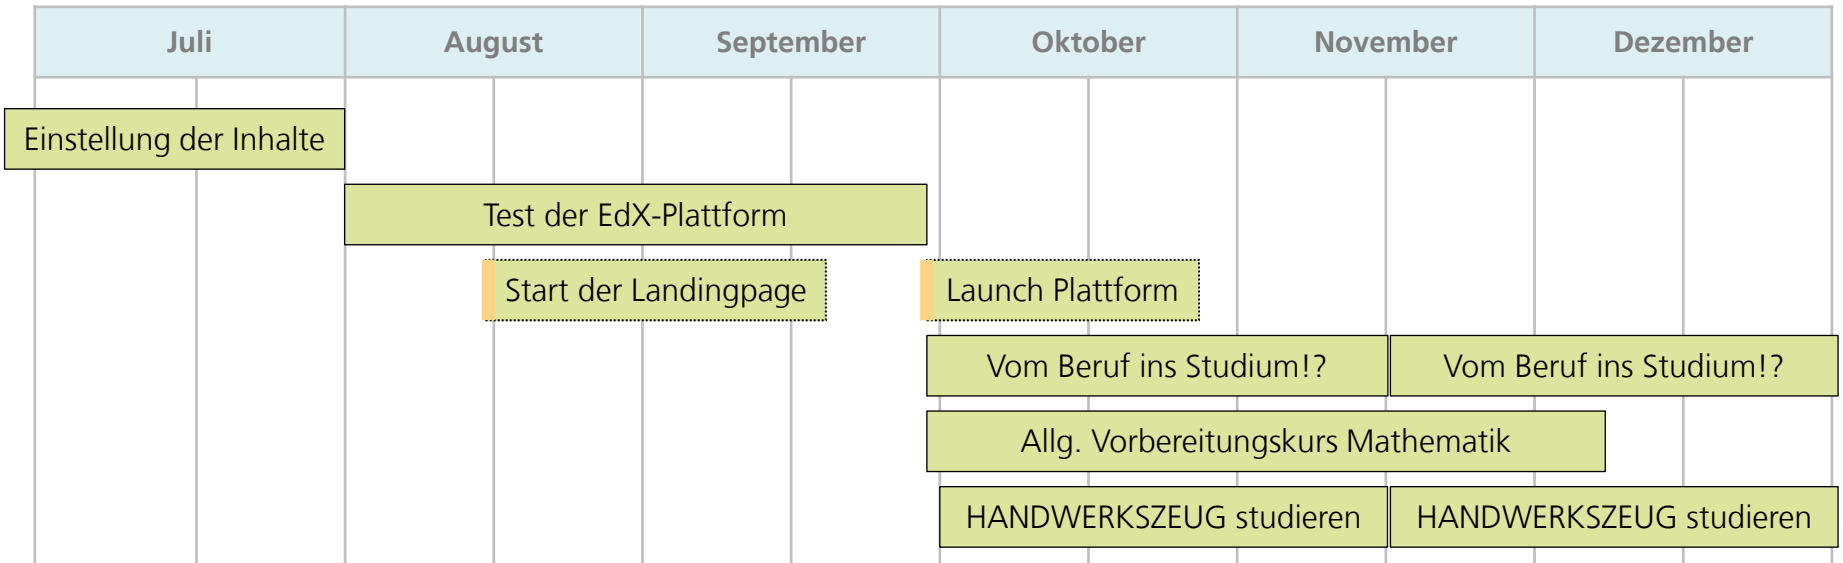 Juli August September Oktober November Dezember
Einstellung der Inhalte
Test der EdX-Plattform
Start der Landingpage Launch Plattform
Vom Beruf ins Studium!? Vom Beruf ins Studium!?
Allg. Vorbereitungskurs Mathematik
HANDWERKSZEUG studieren HANDWERKSZEUG studieren